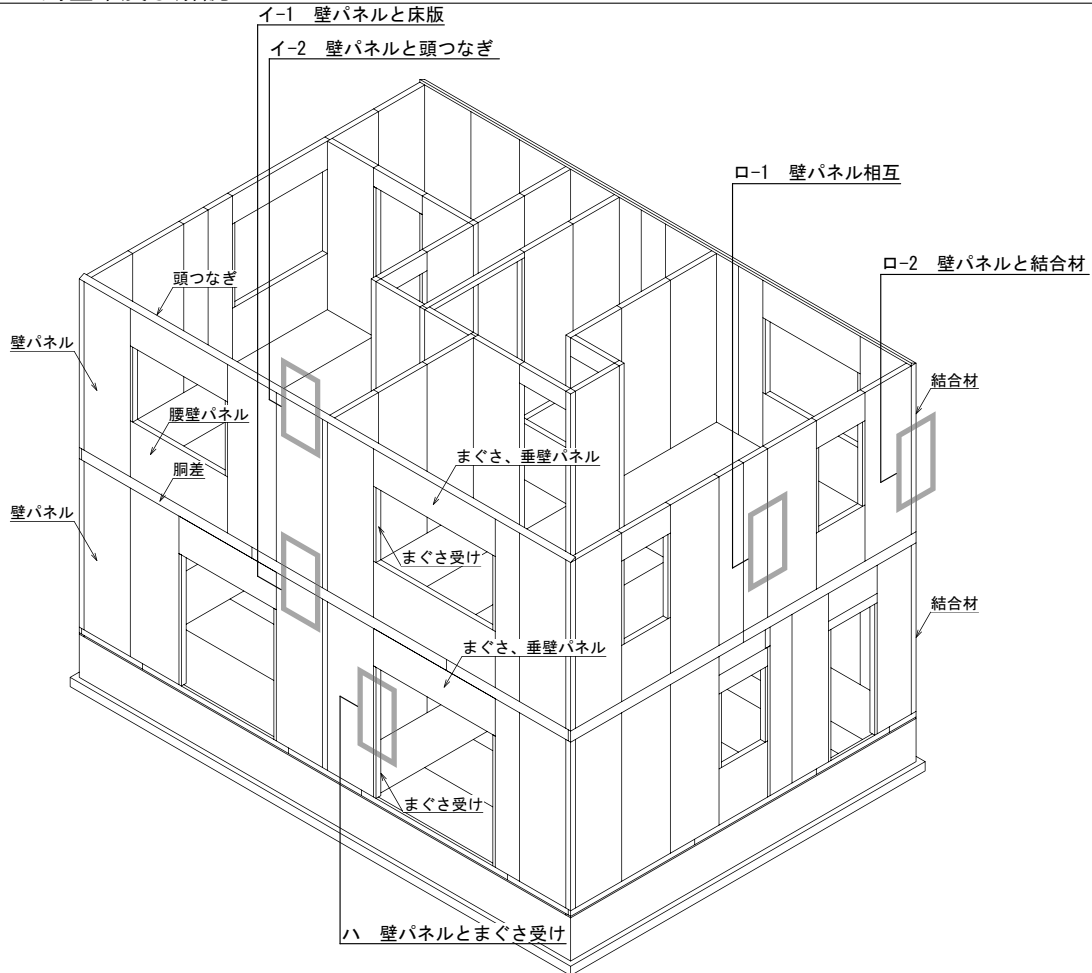 イ-1 壁パネルと床版
イ-2 壁パネルと頭つなぎ
ロ-1 壁パネル相互
ロ-2 壁パネルと結合材
頭つなぎ
壁パネル
結合材
腰壁パネル
まぐさ、垂壁パネル
胴差
壁パネル
まぐさ受け
結合材
まぐさ、垂壁パネル
まぐさ受け
ハ 壁パネルとまぐさ受け